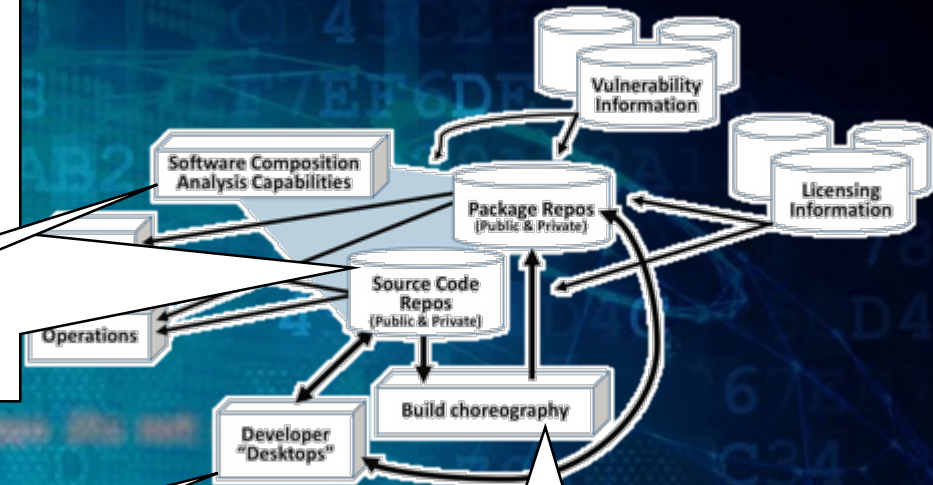 Vulnerability
Information
Software Composition
Analysis Capabilities
Licensing
Information
Package Repos
(Public & Private)
Source Code
Repos
(Public & Private)
Operations
Build choreography
Developer
"Desktops"